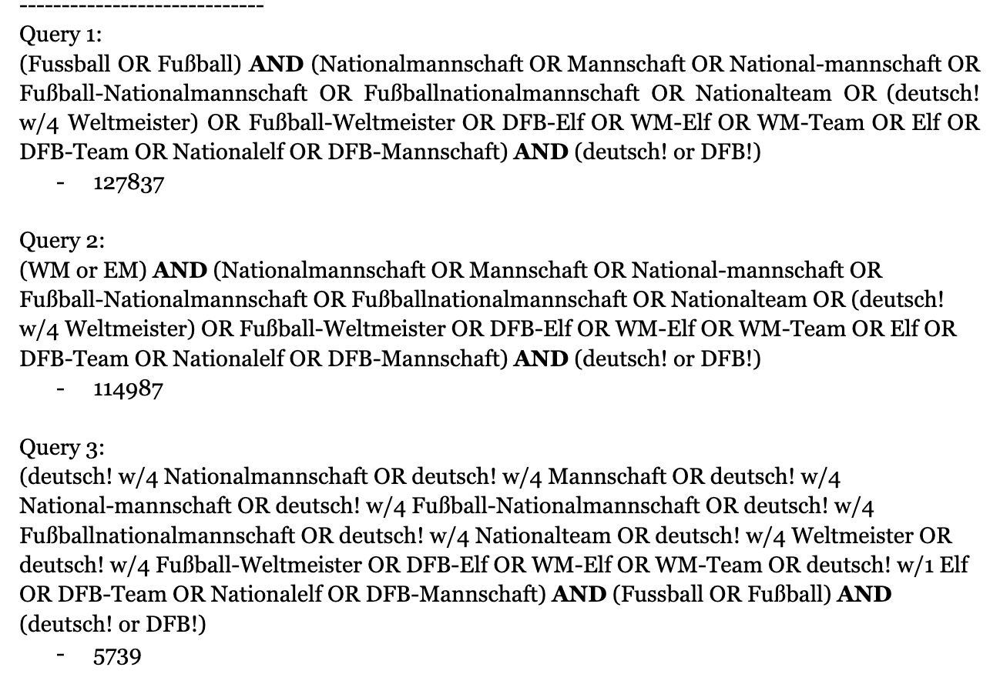 -----------------------------
Query 1:
(Fussball OR Fußball) AND (Nationalmannschaft OR Mannschaft OR National-mannschaft OR
Fußball-Nationalmannschaft OR Fußballnationalmannschaft OR Nationalteam OR (deutsch!
w/4 Weltmeister) OR Fußball-Weltmeister OR DFB-Elf OR WM-Elf OR WM-Team OR Elf OR
DFB-Team OR Nationalelf OR DFB-Mannschaft) AND (deutsch! or DFB!)
- 127837
Query 2:
(WM or EM) AND (Nationalmannschaft OR Mannschaft OR National-mannschaft OR
Fußball-Nationalmannschaft OR Fußballnationalmannschaft OR Nationalteam OR (deutsch!
w/4 Weltmeister) OR Fußball-Weltmeister OR DFB-Elf OR WM-Elf OR WM-Team OR Elf OR
DFB-Team OR Nationalelf OR DFB-Mannschaft) AND (deutsch! or DFB!)
- 114987
Query 3:
(deutsch! w/4 Nationalmannschaft OR deutsch! w/4 Mannschaft OR deutsch! w/4
National-mannschaft OR deutsch! w/4 Fußball-Nationalmannschaft OR deutsch! w/4
Fußballnationalmannschaft OR deutsch! w/4 Nationalteam OR deutsch! w/4 Weltmeister OR
deutsch! w/4 Fußball-Weltmeister OR DFB-Elf OR WM-Elf OR WM-Team OR deutsch! w/1 Elf
OR DFB-Team OR Nationalelf OR DFB-Mannschaft) AND (Fussball OR Fußball) AND
(deutsch! or DFB!)
- 5739